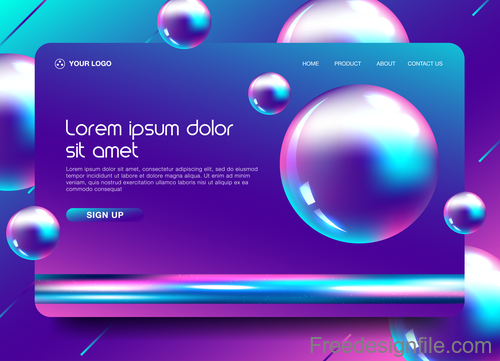 YOUR LOGO
HOME PRODUCT ABOUT CONTACT US
Lorem ipsum dolor
sit amet
Lorem ipsum dolor sit amet, consectetur adipiscing elit, sed do
eiusmod tempor incididunt ut labore et dolore magna aliqua. Ut
enim ad minim veniam, quis nostrud exercitation ullamco laboris nisi ut aliquip ex ea
commodo
SIGN UP
Freedesignfile.com